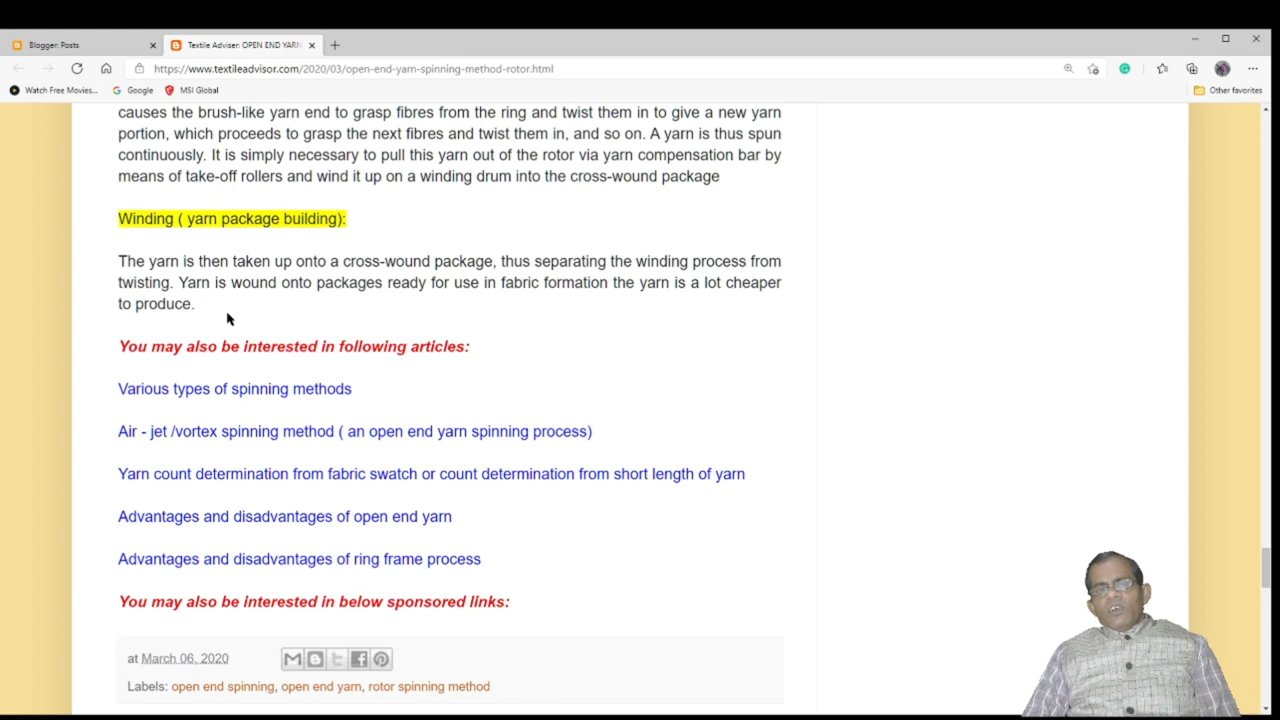 Blogger: Posts
Textile Adviser: OPEN END YARN
https://www.textileadvisor.com/2020/03/open-end-yarn-spinning-method-rotor.html
Watch Free Movies...
Google
MSI Global
Other favorites
causes the brush-like yarn end to grasp fibres from the ring and twist them in to give a new yarn
portion, which proceeds to grasp the next fibres and twist them in, and so on. A yarn is thus spun
continuously. It is simply necessary to pull this yarn out of the rotor via yarn compensation bar by
means of take-off rollers and wind it up on a winding drum into the cross-wound package
Winding ( yarn package building):
The yarn is then taken up onto a cross-wound package, thus separating the winding process from
twisting. Yarn is wound onto packages ready for use in fabric formation the yarn is a lot cheaper
to produce.
You may also be interested in following articles:
Various types of spinning methods
Air - jet /vortex spinning method ( an open end yarn spinning process)
Yarn count determination from fabric swatch or count determination from short length of yarn
Advantages and disadvantages of open end yarn
Advantages and disadvantages of ring frame process
You may also be interested in below sponsored links:
at March 06, 2020
Labels: open end spinning, open end yarn, rotor spinning method